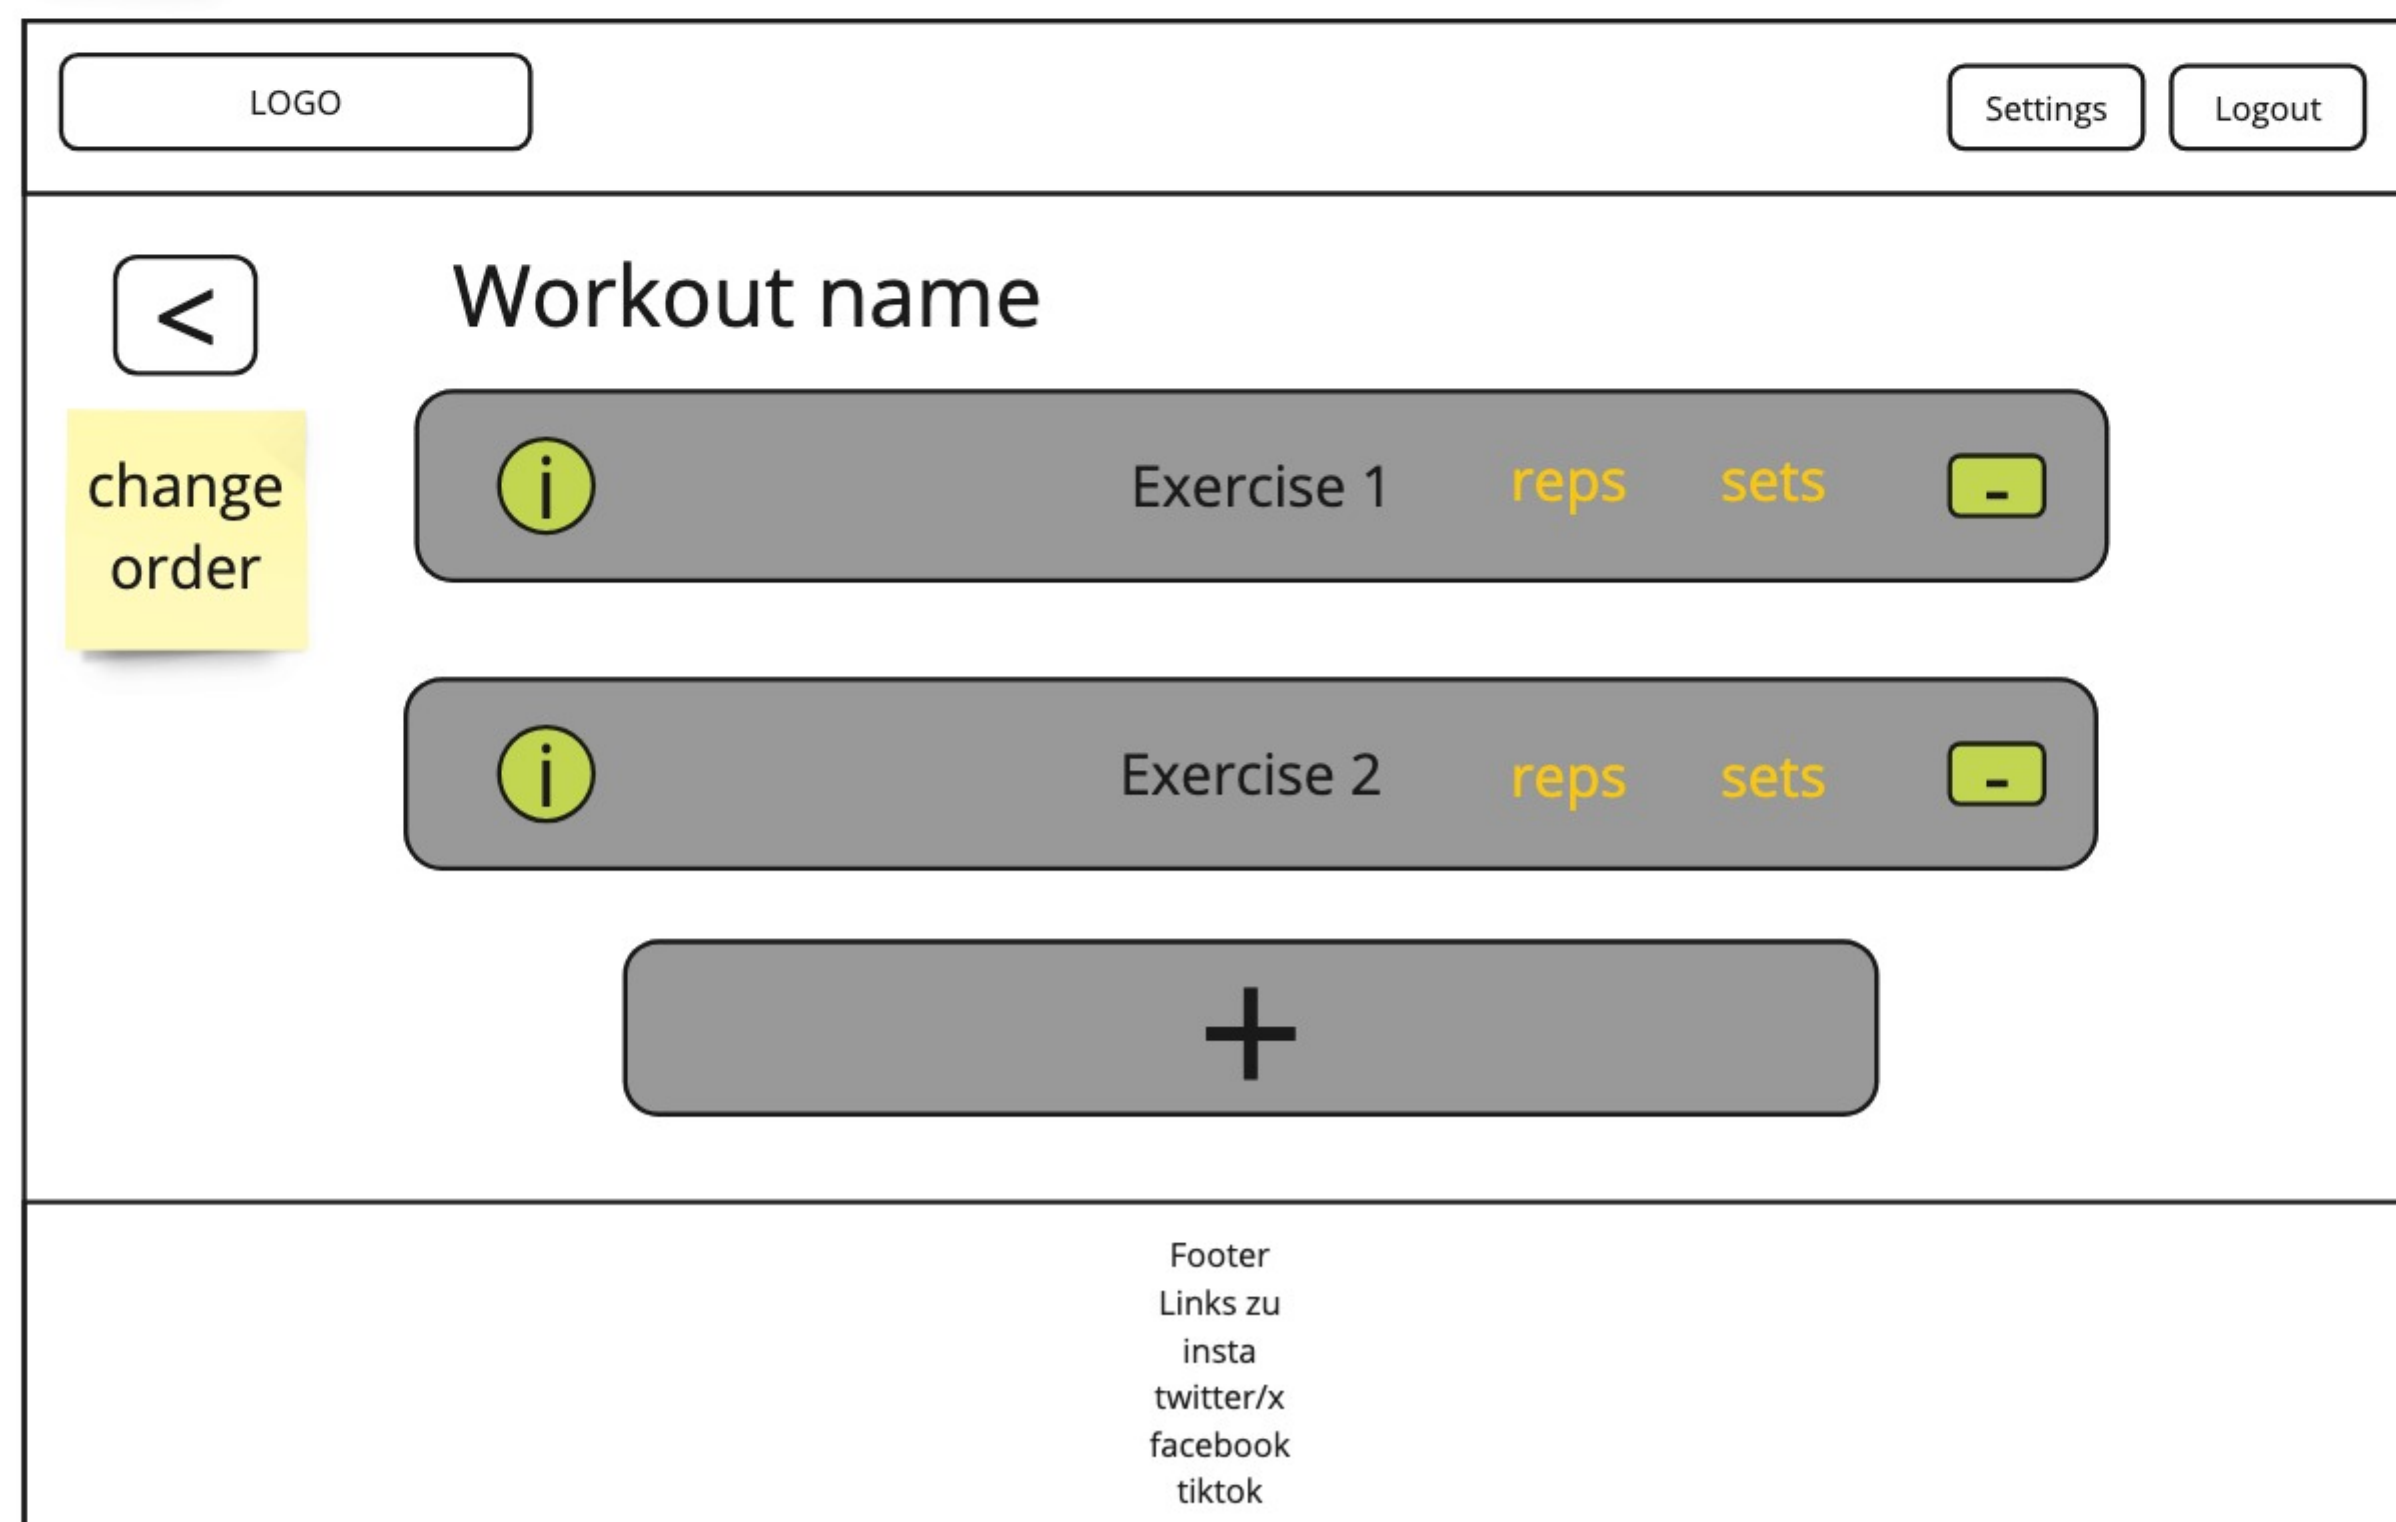 LOGO
Settings
Logout
<
Workout name
change
order
i
Exercise 1
reps
sets
-
i
Exercise 2
reps
sets
-
+
Footer
Links zu
insta
twitter/x
facebook
tiktok